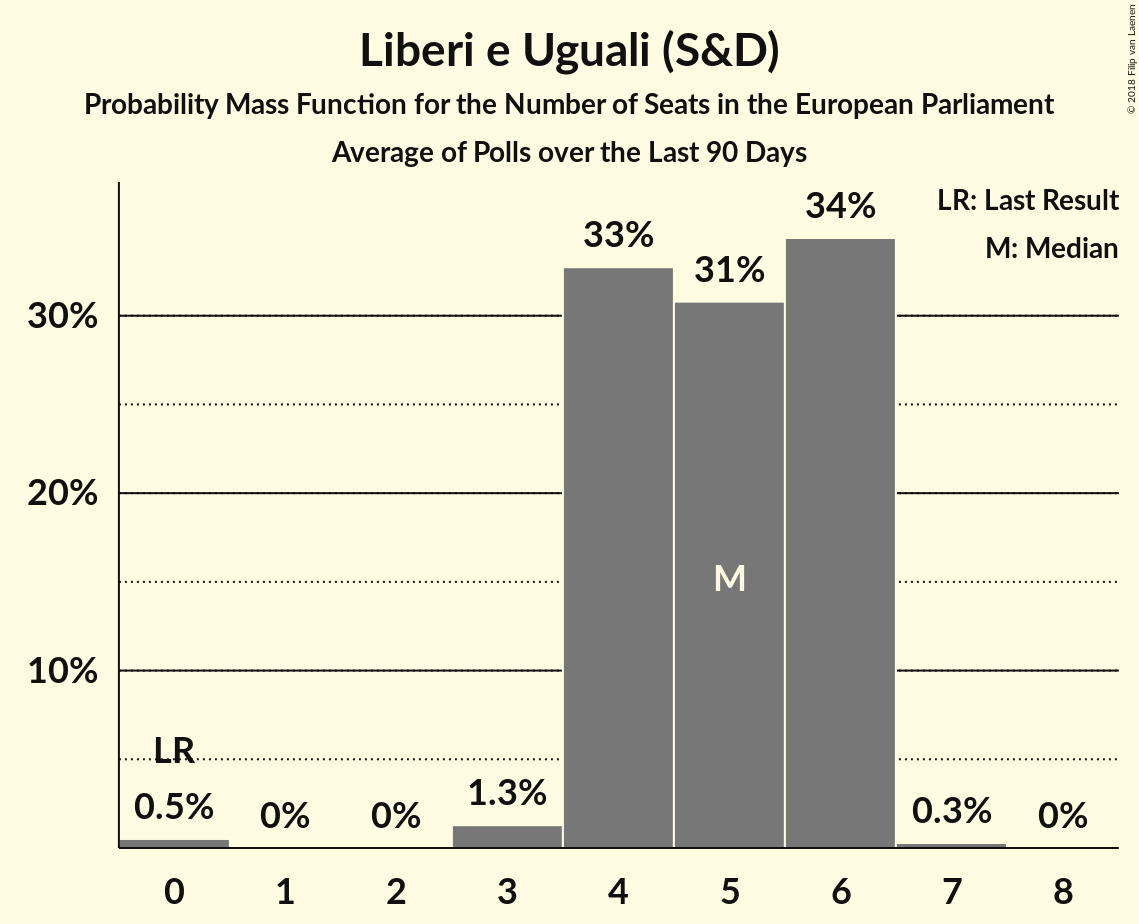 Liberi e Uguali (S&D)
Probability Mass Function for the Number of Seats in the European Parliament
Average of Polls over the Last 90 Days
© 2018 Filip van Laenen
LR: Last Result
M: Median
34%
33%
31%
30%
20%
M
10%
LR
0.5%
0%
0%
1.3%
0.3%
0%
0 1 2 3 4 5 6 7 8